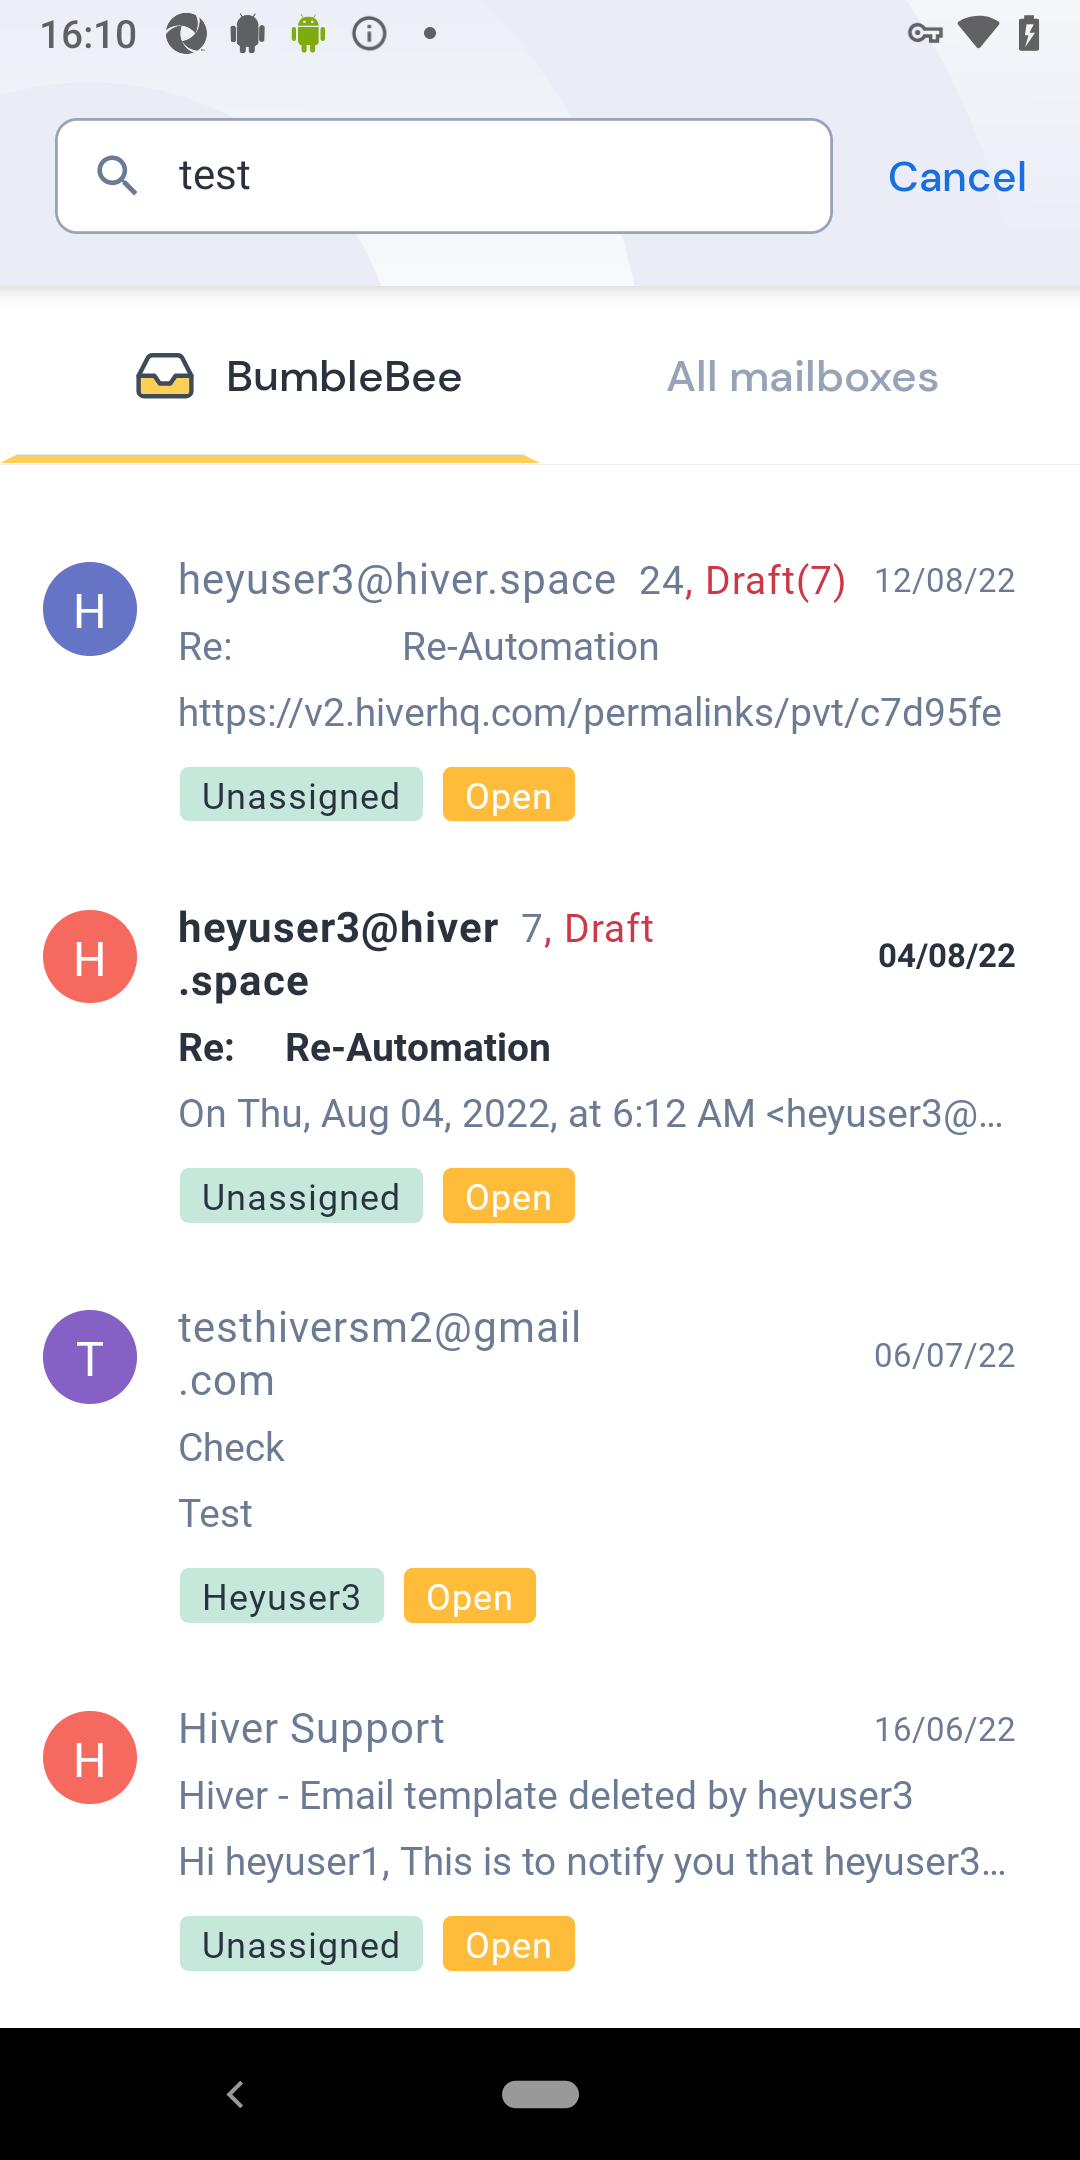 16:10
test
Cancel
BumbleBee
All mailboxes
H
heyuser3@hiver.space 24, Draft(7) 12/08/22
Re: Re-Automation
https://v2.hiverhq.com/permalinks/pvt/c7d95fe
Unassigned Open
H
heyuser3@hiver 7, Draft
.space
04/08/22
Re: Re-Automation
On Thu, Aug 04, 2022, at 6:12 AM <heyuser3@...
Unassigned Open
T
testhiversm2@gmail
.com
06/07/22
Check
Test
Heyuser3 Open
H
Hiver Support 16/06/22
Hiver - Email template deleted by heyuser3
Hi heyuser1, This is to notify you that heyuser3...
Unassigned Open